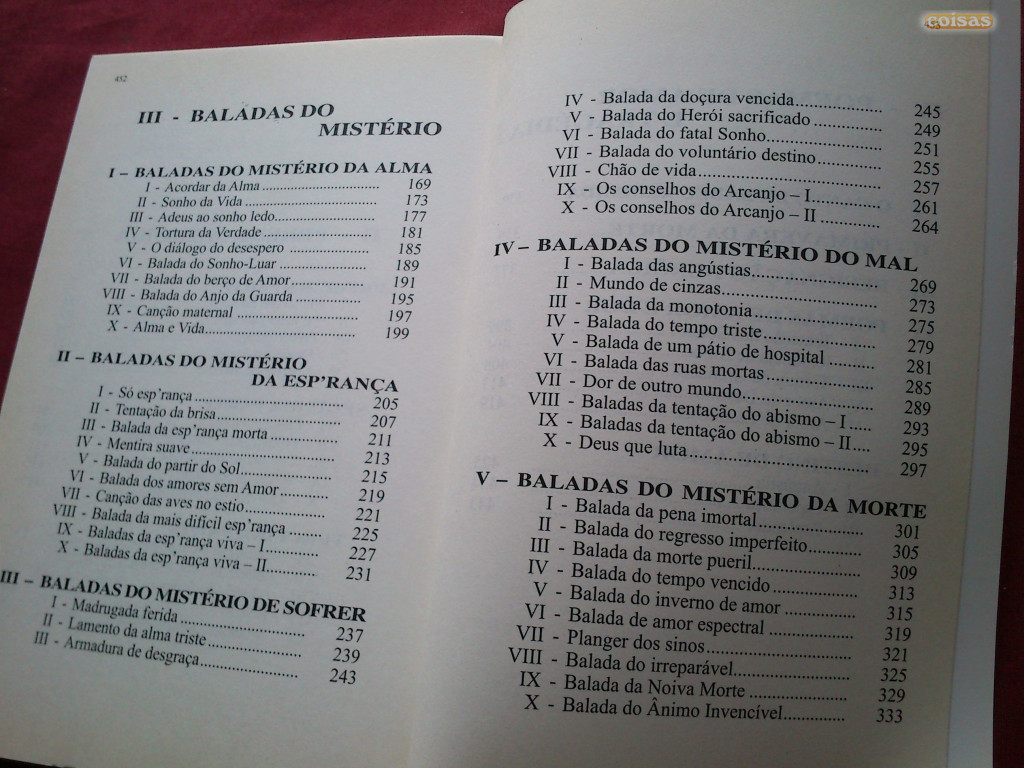 452
III - BALADAS DO
MISTÉRIO
I – BALADAS DO MISTÉRIO DA ALMA
I - Acordar da Alma ................................ 169
II - Sonho da Vida ................................ 173
III - Adeus ao sonho ledo........................ 177
IV - Tortura da Verdade ......................... 181
V - O diálogo do desespero .................... 185
VI - Balada do Sonho-Luar ..................... 189
VII - Balada do berço de Amor................. 191
VIII - Balada do Anjo da Guarda .............. 195
IX - Canção maternal ............................. 197
X - Alma e Vida..................................... 199
II – BALADAS DO MISTÉRIO
DA ESP'RANÇA
I - Só esp'rança ..................................... 205
II - Tentação da brisa.............................. 207
III - Balada da esp'rança morta ............... 211
IV - Mentira suave .................................. 213
V - Balada do partir do Sol...................... 215
VI - Balada dos amores sem Amor............ 219
VII - Canção das aves no estio ................. 221
VIII - Balada da mais dificil esp'rança ....... 225
IX - Baladas da esp'rança viva – I............ 227
X - Baladas da esp'rança viva – II............ 231
III – BALADAS DO MISTÉRIO DE SOFRER
I - Madrugada ferida .............................. 237
II - Lamento da alma triste...................... 239
III - Armadura de desgraça..................... 243
IV - Balada da doçura vencida................. 245
V - Balada do Herói sacrificado ............... 249
VI - Balada do fatal Sonho...................... 251
VII - Balada do voluntário destino............ 255
VIII - Chão de vida ................................. 257
IX - Os conselhos do Arcanjo – I.............. 261
X - Os conselhos do Arcanjo – II ............. 264
IV – BALADAS DO MISTÉRIO DO MAL
I - Balada das angústias......................... 269
II - Mundo de cinzas............................... 273
III - Balada da monotonia ....................... 275
IV - Balada do tempo triste ..................... 279
V - Balada de um pátio de hospital .......... 281
VI - Balada das ruas mortas .................... 285
VII - Dor de outro mundo........................ 289
VIII - Baladas da tentação do abismo – I..... 293
IX - Baladas da tentação do abismo – II.... 295
X - Deus que luta................................... 297
V – BALADAS DO MISTÉRIO DA MORTE
I - Balada da pena imortal ...................... 301
II - Balada do regresso imperfeito............ 305
III - Balada da morte pueril..................... 309
IV - Balada do tempo vencido ................. 313
V - Balada do inverno de amor ................ 315
VI - Balada de amor espectral ................. 319
VII - Planger dos sinos ........................... 321
VIII - Balada do irreparável...................... 325
IX - Balada da Noiva Morte ..................... 329
X - Balada do Ânimo Invencível............... 333
coisas